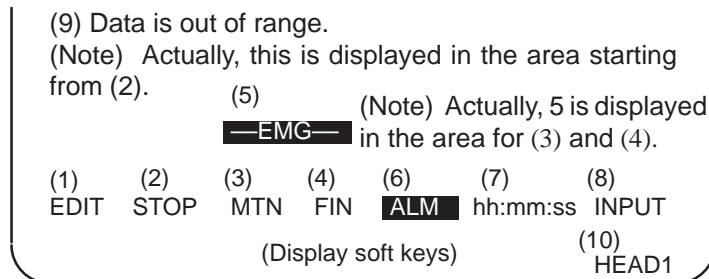 (9) Data is out of range.
(Note) Actually, this is displayed in the area starting
from (2).
(5)
(Note) Actually, 5 is displayed
––EMG––
in the area for (3) and (4).
(1) (2) (3) (4) (6) (7) (8)
EDIT STOP MTN FIN ALM hh:mm:ss INPUT
(Display soft keys)
(10)
HEAD1